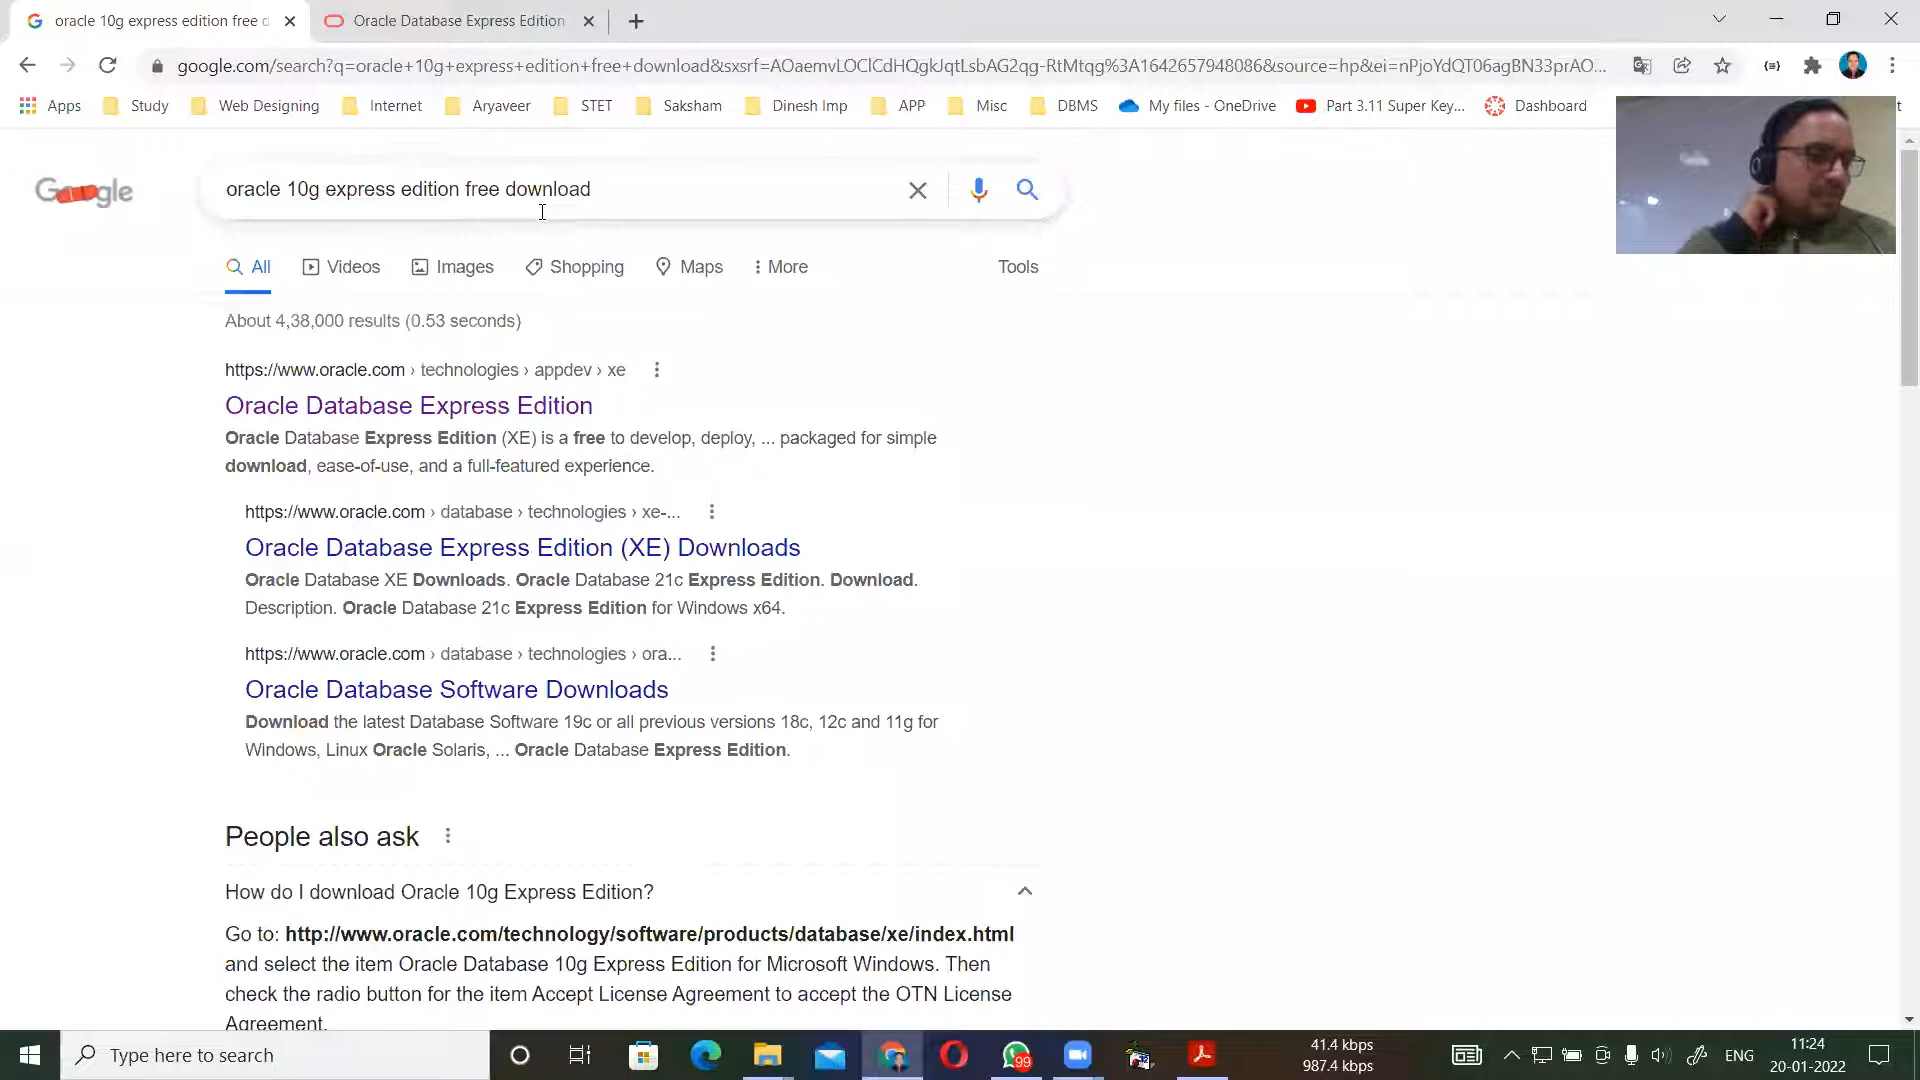 oracle 10g express edition free d
Oracle Database Express Edition
google.com/search?q=oracle+10g+express+edition+free+download&sxsrf=AOaemvLOClCdHQgkJqtLsbAG2qg-RtMtqg%3A1642657948086&source=hp&ei=nPjoYdQT06agBN33prAO...
Apps
Study
Web Designing
Internet
Aryaveer
STET
Saksham
Dinesh Imp
APP
Misc
DBMS
My files - OneDrive
Part 3.11 Super Key...
Dashboard
Google
oracle 10g express edition free download
All
Videos
Images
Shopping
Maps
More
Tools
About 4,38,000 results (0.53 seconds)
https://www.oracle.com › technologies › appdev › xe
Oracle Database Express Edition
Oracle Database Express Edition (XE) is a free to develop, deploy, ... packaged for simple
download, ease-of-use, and a full-featured experience.
https://www.oracle.com › database › technologies › xe-...
Oracle Database Express Edition (XE) Downloads
Oracle Database XE Downloads. Oracle Database 21c Express Edition. Download.
Description. Oracle Database 21c Express Edition for Windows x64.
https://www.oracle.com › database › technologies › ora...
Oracle Database Software Downloads
Download the latest Database Software 19c or all previous versions 18c, 12c and 11g for
Windows, Linux Oracle Solaris, ... Oracle Database Express Edition.
People also ask
How do I download Oracle 10g Express Edition?
Go to: http://www.oracle.com/technology/software/products/database/xe/index.html
and select the item Oracle Database 10g Express Edition for Microsoft Windows. Then
check the radio button for the item Accept License Agreement to accept the OTN License
Agreement.
Type here to search
99
41.4 kbps
987.4 kbps
ENG
11:24
20-01-2022